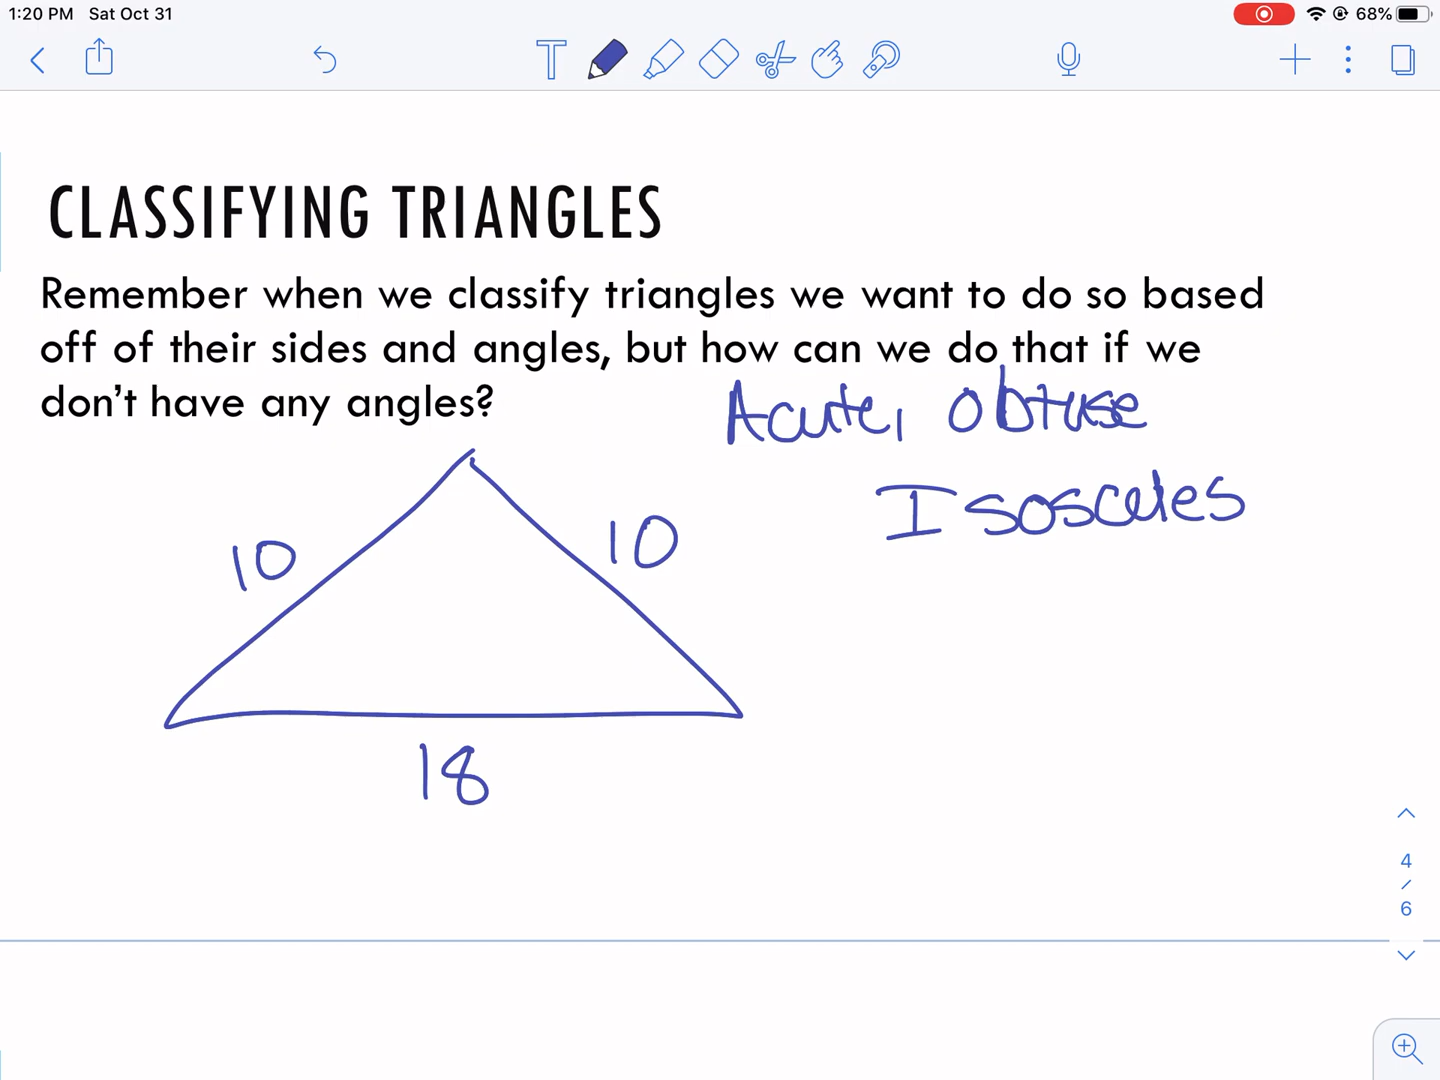 1:20 PM Sat Oct 31 68%
T
CLASSIFYING TRIANGLES
Remember when we classify triangles we want to do so based
off of their sides and angles, but how can we do that if we
don't have any angles?
Acute, obtuse
Isosceles
10
10
18
4
/
6